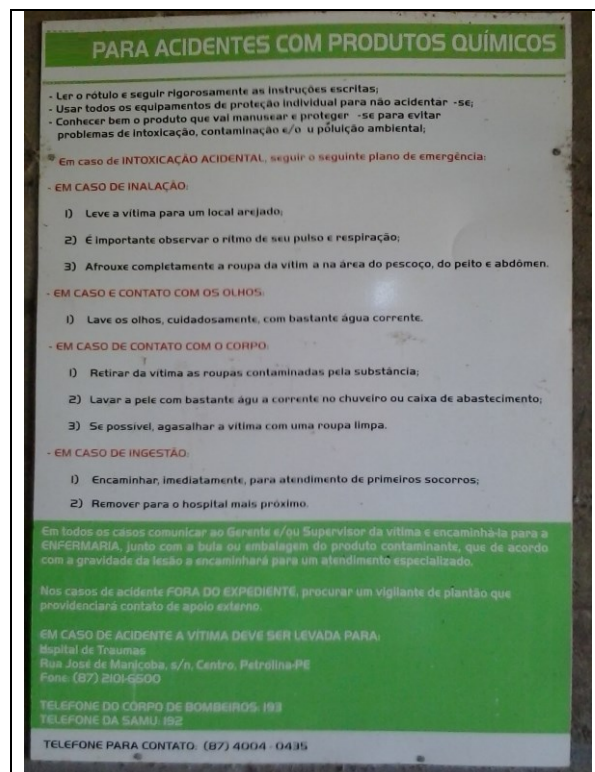 PARA ACIDENTES COM PRODUTOS QUÍMICOS
- Ler o rótulo e seguir rigorosamente as instruções escritas;
- Usar todos os equipamentos de proteção individual para não acidentar -se;
- Conhecer bem o produto que vai manusear e proteger -se para evitar
problemas de intoxicação, contaminação e/o u poluição ambiental;
Em caso de INTOXICAÇÃO ACIDENTAL, seguir o seguinte plano de emergência:
- EM CASO DE INALAÇÃO:
1) Leve a vítima para um local arejado;
2) É importante observar o ritmo de seu pulso e respiração;
3) Afrouxe completamente a roupa da vítim a na área do pescoço, do peito e abdômen.
- EM CASO E CONTATO COM OS OLHOS:
1) Lave os olhos, cuidadosamente, com bastante água corrente.
- EM CASO DE CONTATO COM O CORPO:
1) Retirar da vítima as roupas contaminadas pela substância;
2) Lavar a pele com bastante águ a corrente no chuveiro ou caixa de abastecimento;
3) Se possível, agasalhar a vítima com uma roupa limpa.
- EM CASO DE INGESTÃO:
1) Encaminhar, imediatamente, para atendimento de primeiros socorros;
2) Remover para o hospital mais próximo.
Em todos os casos comunicar ao Gerente e/ou Supervisor da vítima e encaminhá-la para a
ENFERMARIA, junto com a bula ou embalagem do produto contaminante, que de acordo
com a gravidade da lesão a encaminhará para um atendimento especializado.
Nos casos de acidente FORA DO EXPEDIENTE, procurar um vigilante de plantão que
providenciará contato de apoio externo.
EM CASO DE ACIDENTE A VÍTIMA DEVE SER LEVADA PARA:
Hspital de Traumas
Rua José de Maniçoba, s/n, Centro, Petrolina-PE
Fone: (87) 2101-6500
TELEFONE DO CORPO DE BOMBEIROS: 193
TELEFONE DA SAMU: 192
TELEFONE PARA CONTATO: (87) 4004-0435